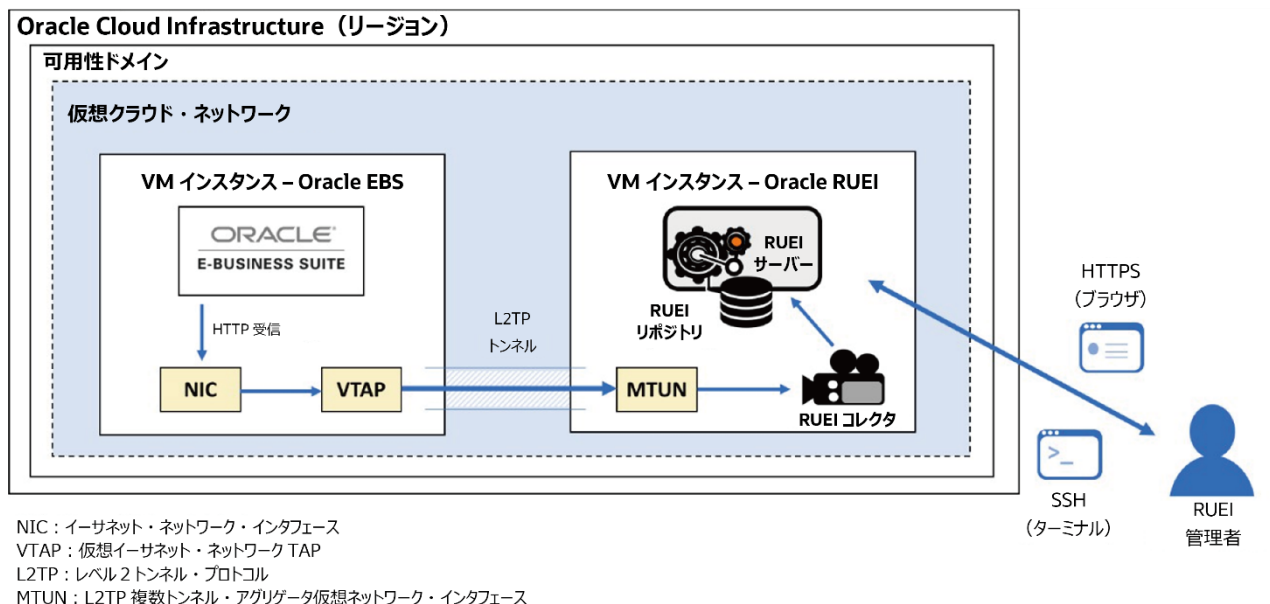 Oracle Cloud Infrastructure（リージョン）
可用性ドメイン
仮想クラウド・ネットワーク
VM インスタンス – Oracle EBS
ORACLE
E-BUSINESS SUITE
HTTP 受信
NIC
VTAP
L2TP
トンネル
VM インスタンス – Oracle RUEI
RUEI
サーバー
RUEI
リポジトリ
MTUN
RUEI コレクタ
HTTPS
（ブラウザ）
>_
SSH
（ターミナル）
RUEI
管理者
NIC：イーサネット・ネットワーク・インタフェース
VTAP：仮想イーサネット・ネットワーク TAP
L2TP：レベル 2 トンネル・プロトコル
MTUN：L2TP 複数トンネル・アグリゲータ仮想ネットワーク・インタフェース